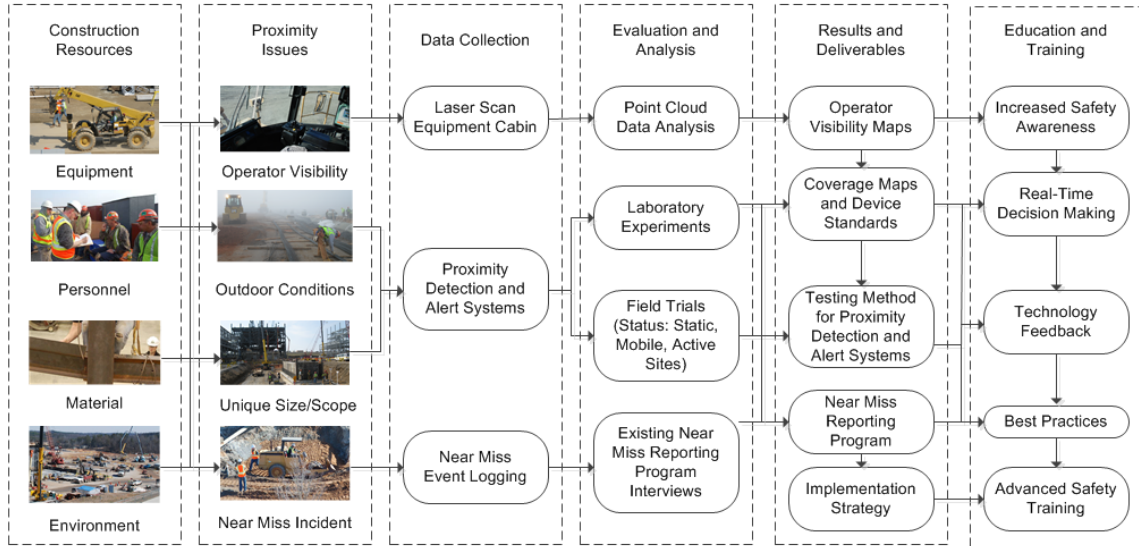 Construction
Resources
Equipment
Personnel
Material
Environment
Proximity
Issues
Operator Visibility
Outdoor Conditions
Unique Size/Scope
Near Miss Incident
Data Collection
Laser Scan
Equipment Cabin
Proximity
Detection and
Alert Systems
Near Miss
Event Logging
Evaluation and
Analysis
Point Cloud
Data Analysis
Laboratory
Experiments
Field Trials
(Status: Static,
Mobile, Active
Sites)
Existing Near
Miss Reporting
Program
Interviews
Results and
Deliverables
Operator
Visibility Maps
Coverage Maps
and Device
Standards
Testing Method
for Proximity
Detection and
Alert Systems
Near Miss
Reporting
Program
Implementation
Strategy
Education and
Training
Increased Safety
Awareness
Real-Time
Decision Making
Technology
Feedback
Best Practices
Advanced Safety
Training